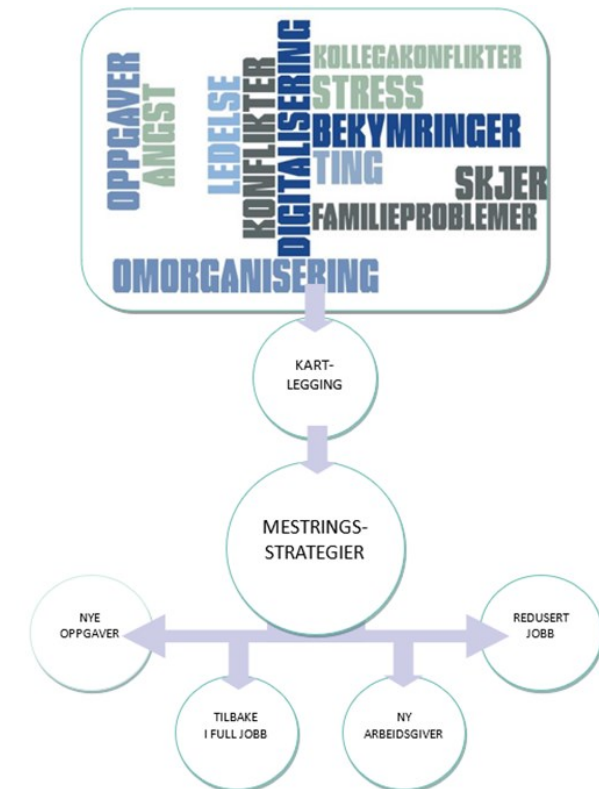 OPPGAVER
ANGST
LEDELSE
KONFLIKTER
DIGITALISERING
KOLLEGAKONFLIKTER
STRESS
BEKYMRINGER
TING
SKJER
FAMILIEPROBLEMER
OMORGANISERING
KART-
LEGGING
MESTRINGS-
STRATEGIER
NYE
OPPGAVER
REDUSERT
JOBB
TILBAKE
I FULL JOBB
NY
ARBEIDSGIVER